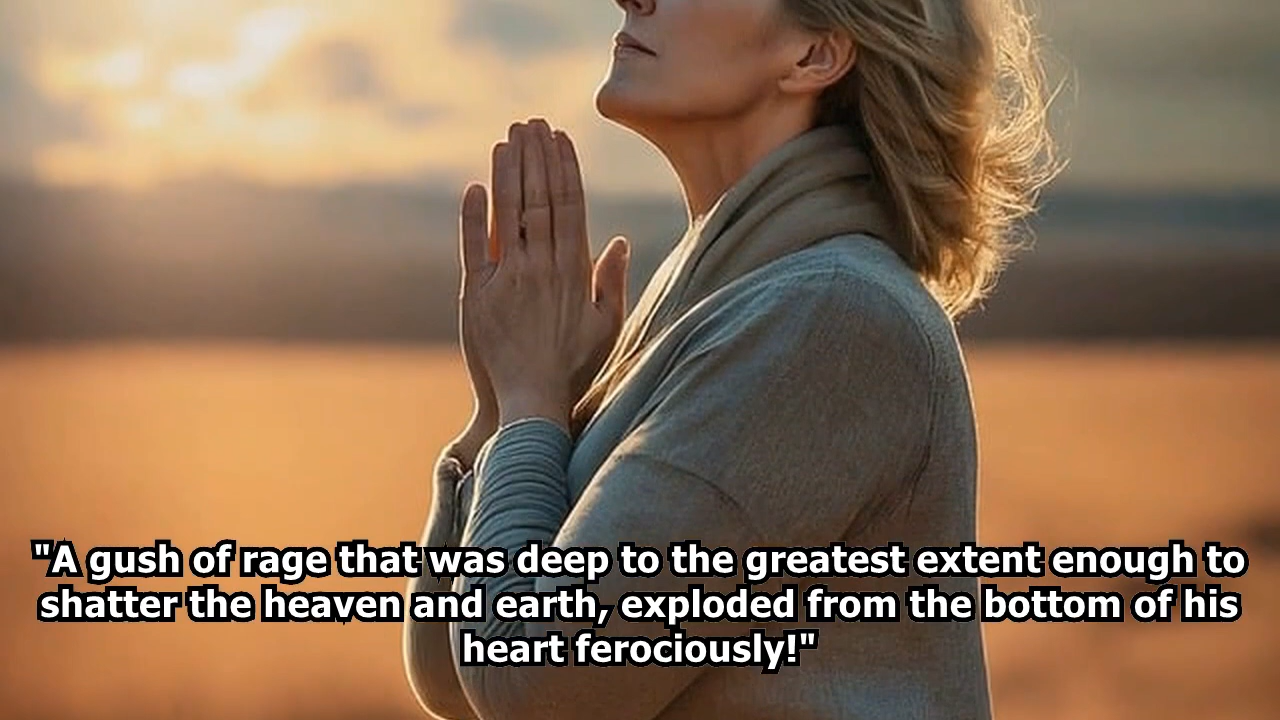 "A gush of rage that was deep to the greatest extent enough to
shatter the heaven and earth, exploded from the bottom of his
heart ferociously!"